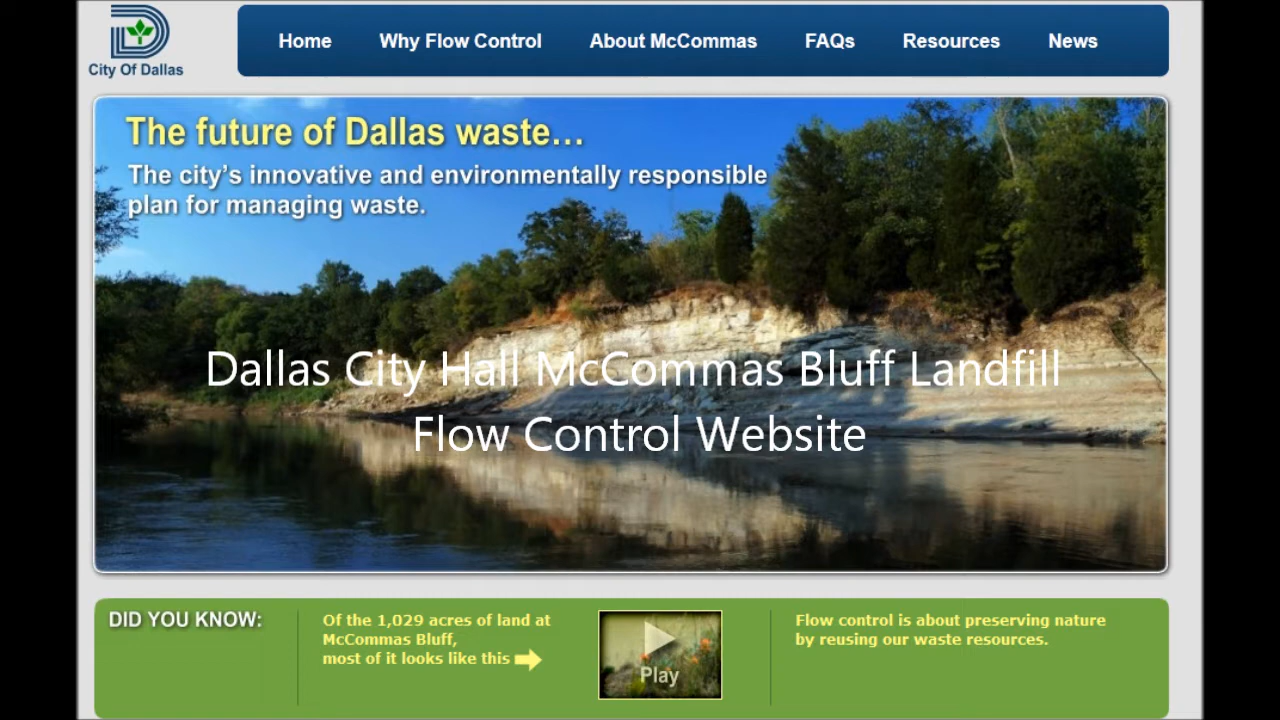 City Of Dallas
Home Why Flow Control About McCommas FAQs Resources News
The future of Dallas waste...
The city's innovative and environmentally responsible
plan for managing waste.
Dallas City Hall McCommas Bluff Landfill
Flow Control Website
DID YOU KNOW:
Of the 1,029 acres of land at
McCommas Bluff,
most of it looks like this
Play
Flow control is about preserving nature
by reusing our waste resources.